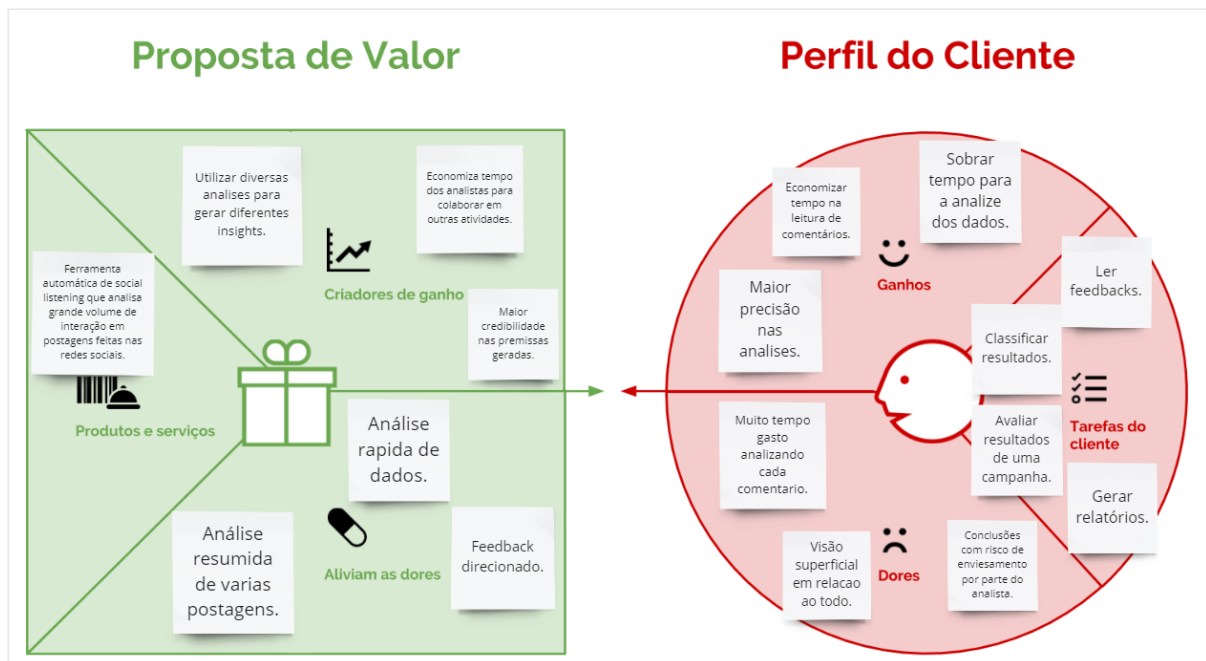 Proposta de Valor
Utilizar diversas
analises para
gerar diferentes
insights.
Economiza tempo
dos analistas para
colaborar em
outras atividades.
Criadores de ganho
Ferramenta
automática de social
listening que analisa
grande volume de
interação em
postagens feitas nas
redes sociais.
Maior
credibilidade
nas premissas
geradas.
Produtos e serviços
Análise
rapida de
dados.
Análise
resumida
de varias
postagens.
Aliviam as dores
Feedback
direcionado.
Perfil do Cliente
Economizar
tempo na
leitura de
comentários.
Sobrar
tempo para
a analize
dos dados.
Ganhos
Maior
precisão
nas
analises.
Ler
feedbacks.
Classificar
resultados.
Tarefas do
cliente
Avaliar
resultados
de uma
campanha.
Gerar
relatórios.
Muito tempo
gasto
analizando
cada
comentario.
Visão
superficial
em relacao
ao todo.
Dores
Conclusões
com risco de
enviesamento
por parte do
analista.